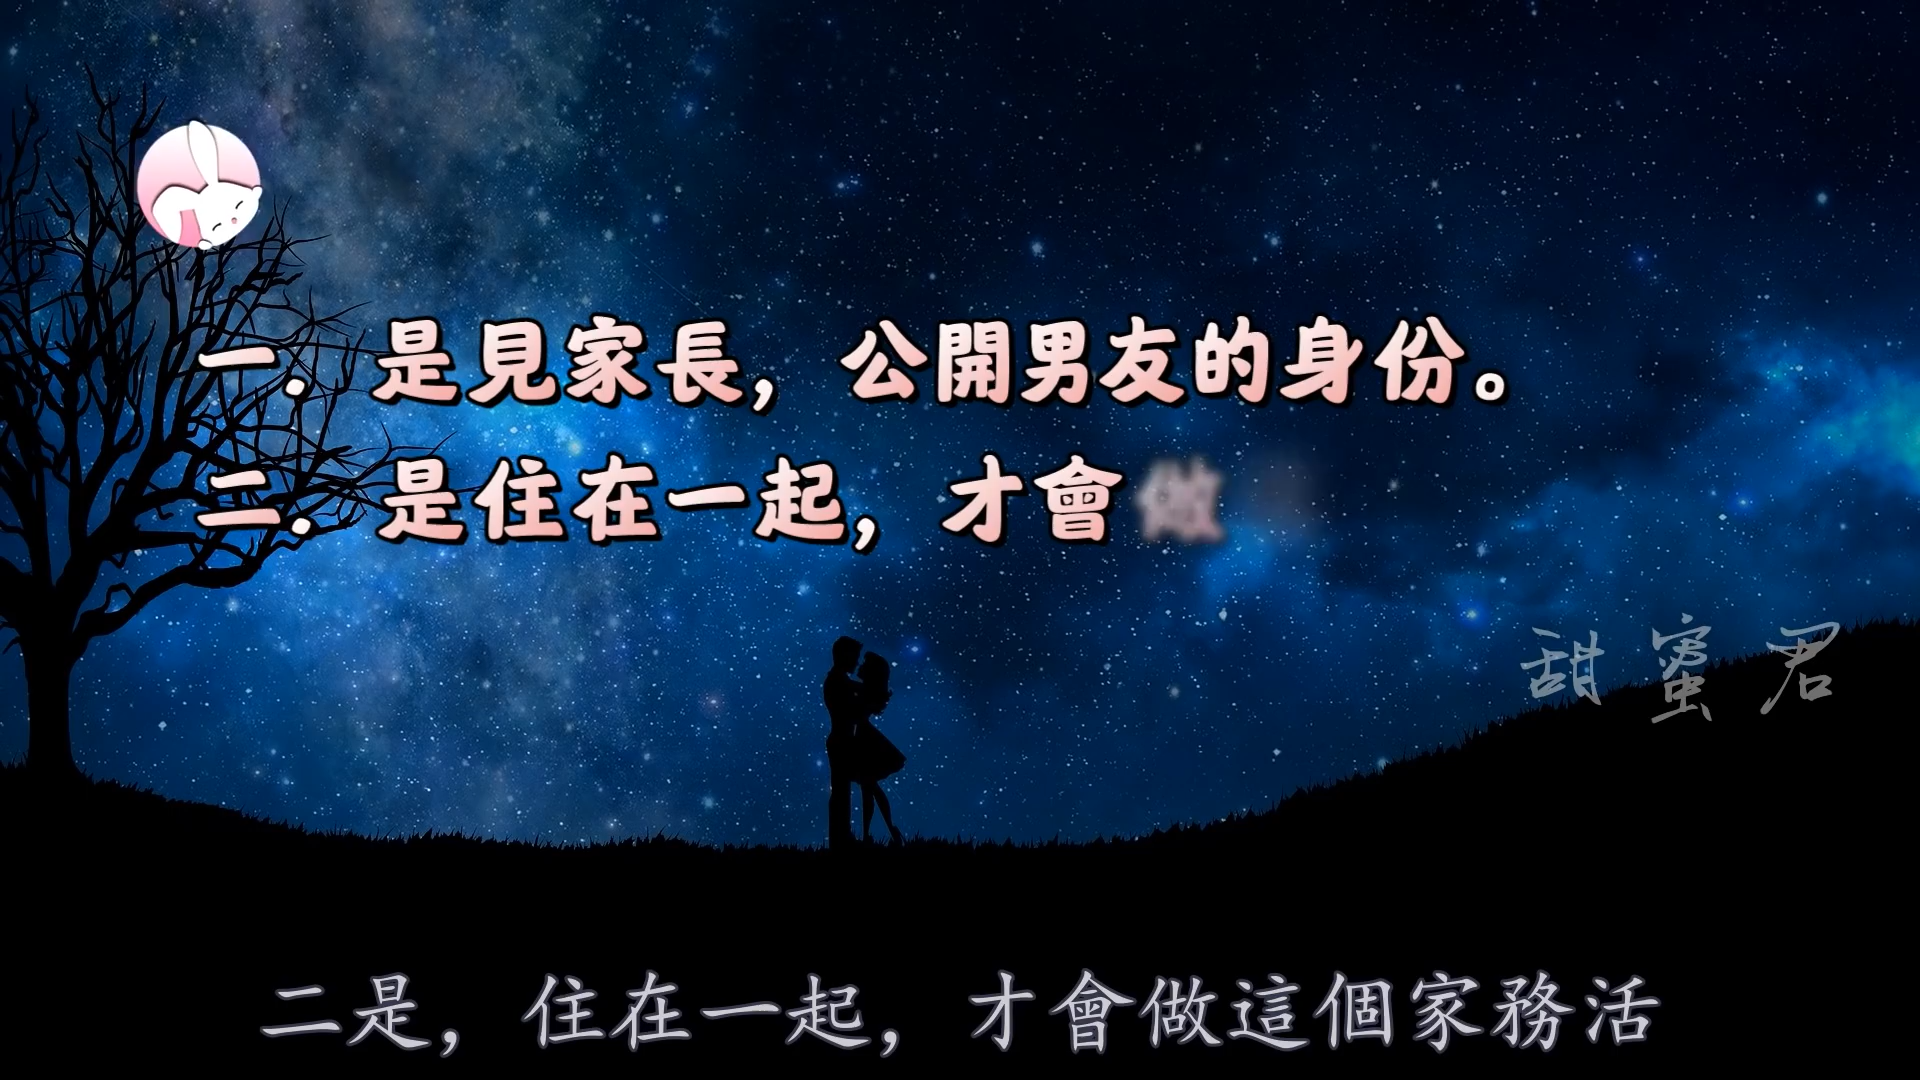 一. 是見家長，公開男友的身份。
二. 是住在一起，才會做
甜蜜君
二是，住在一起，才會做這個家務活